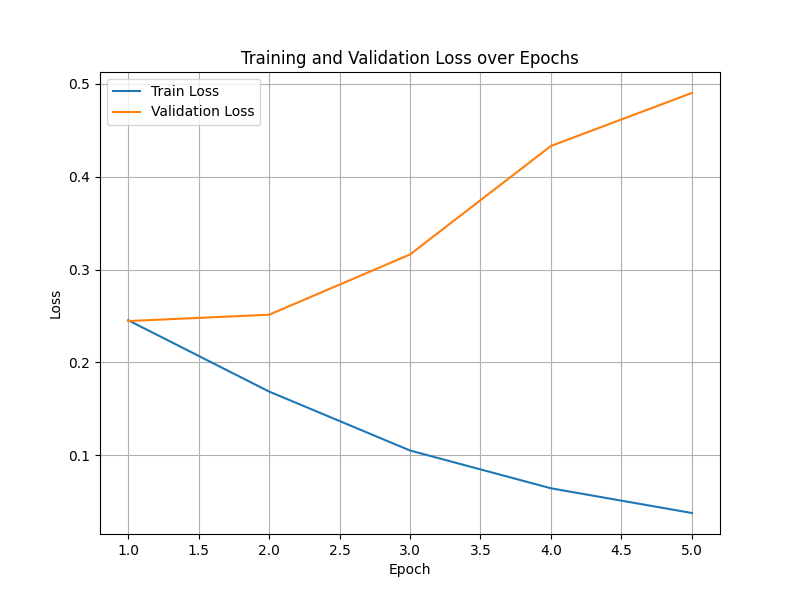 Training and Validation Loss over Epochs
Train Loss
Validation Loss
0.5
0.4
0.3
0.2
0.1
Loss
1.0 1.5 2.0 2.5 3.0 3.5 4.0 4.5 5.0
Epoch